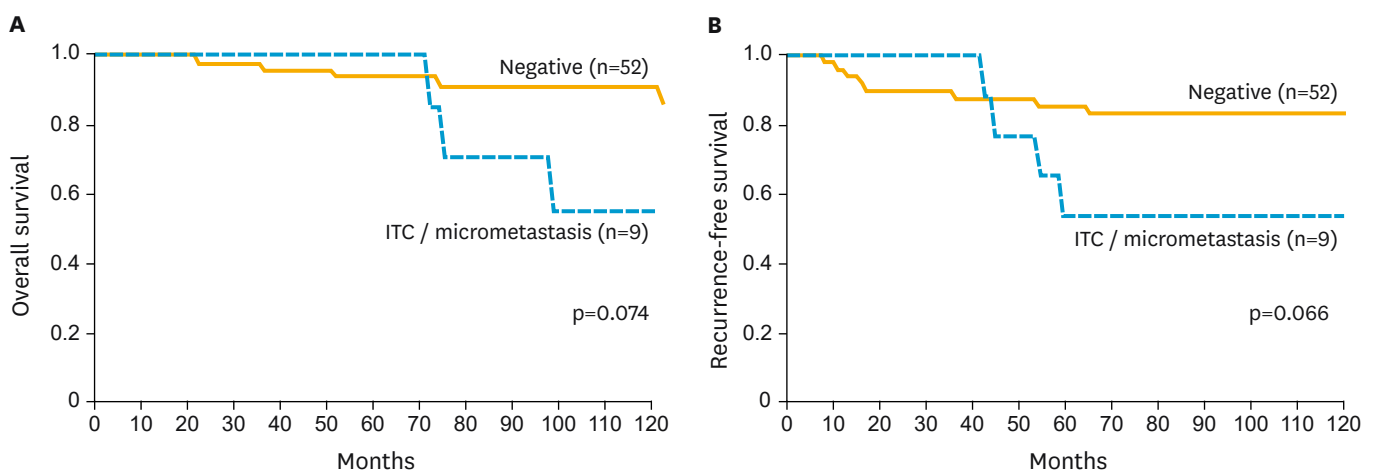 A
Overall survival
1.0
0.8
0.6
0.4
0.2
0
Negative (n=52)
ITC / micrometastasis (n=9)
p=0.074
0 10 20 30 40 50 60 70 80 90 100 110 120
Months
B
Recurrence-free survival
1.0
0.8
0.6
0.4
0.2
0
Negative (n=52)
ITC / micrometastasis (n=9)
p=0.066
0 10 20 30 40 50 60 70 80 90 100 110 120
Months